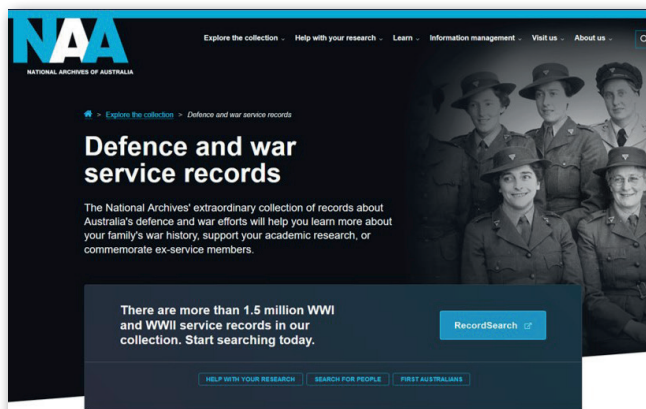 NAA
NATIONAL ARCHIVES OF AUSTRALIA
Explore the collection Help with your research Learn Information management Visit us About us
> Explore the collection > Defence and war service records
Defence and war
service records
The National Archives' extraordinary collection of records about
Australia's defence and war efforts will help you learn more about
your family's war history, support your academic research, or
commemorate ex-service members.
There are more than 1.5 million WWI
and WWII service records in our
collection. Start searching today.
RecordSearch
HELP WITH YOUR RESEARCH SEARCH FOR PEOPLE FIRST AUSTRALIANS